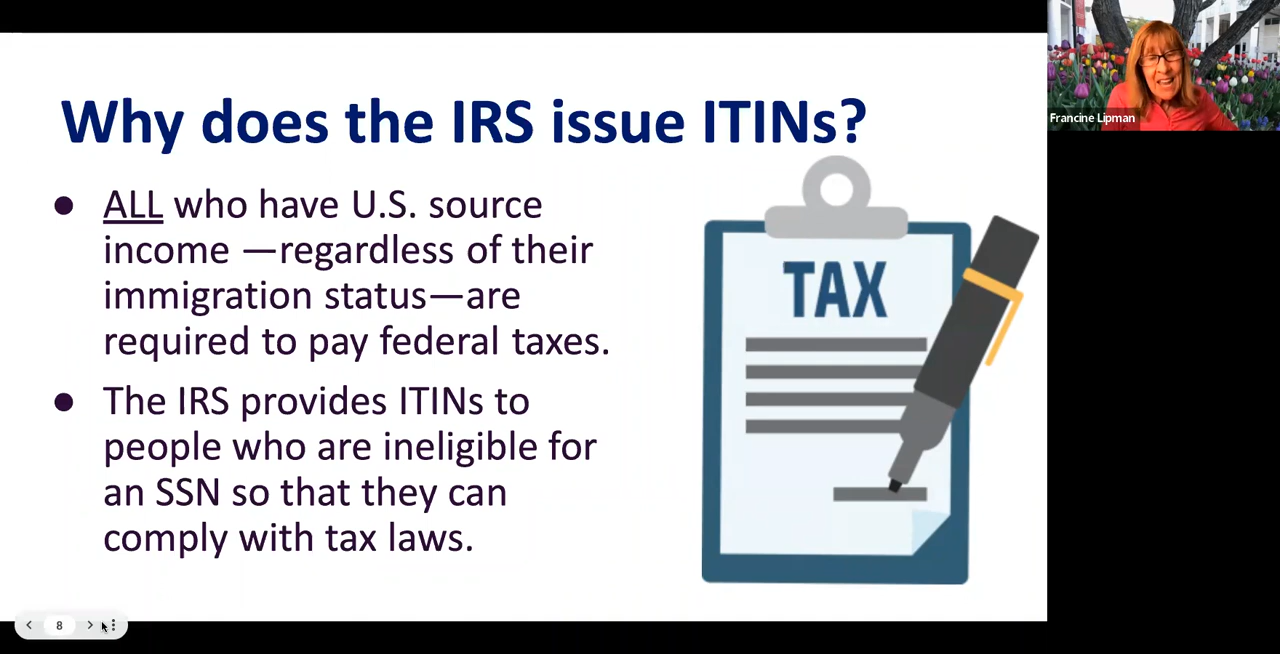 Why does the IRS issue ITINs?
● ALL who have U.S. source
income —regardless of their
immigration status—are
required to pay federal taxes.
● The IRS provides ITINs to
people who are ineligible for
an SSN so that they can
comply with tax laws.
TAX
Francine Lipman
8